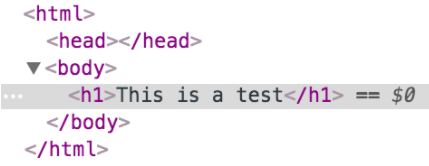 <html>
<head></head>
▼<body>
... <h1>This is a test</h1> == $0
</body>
</html>